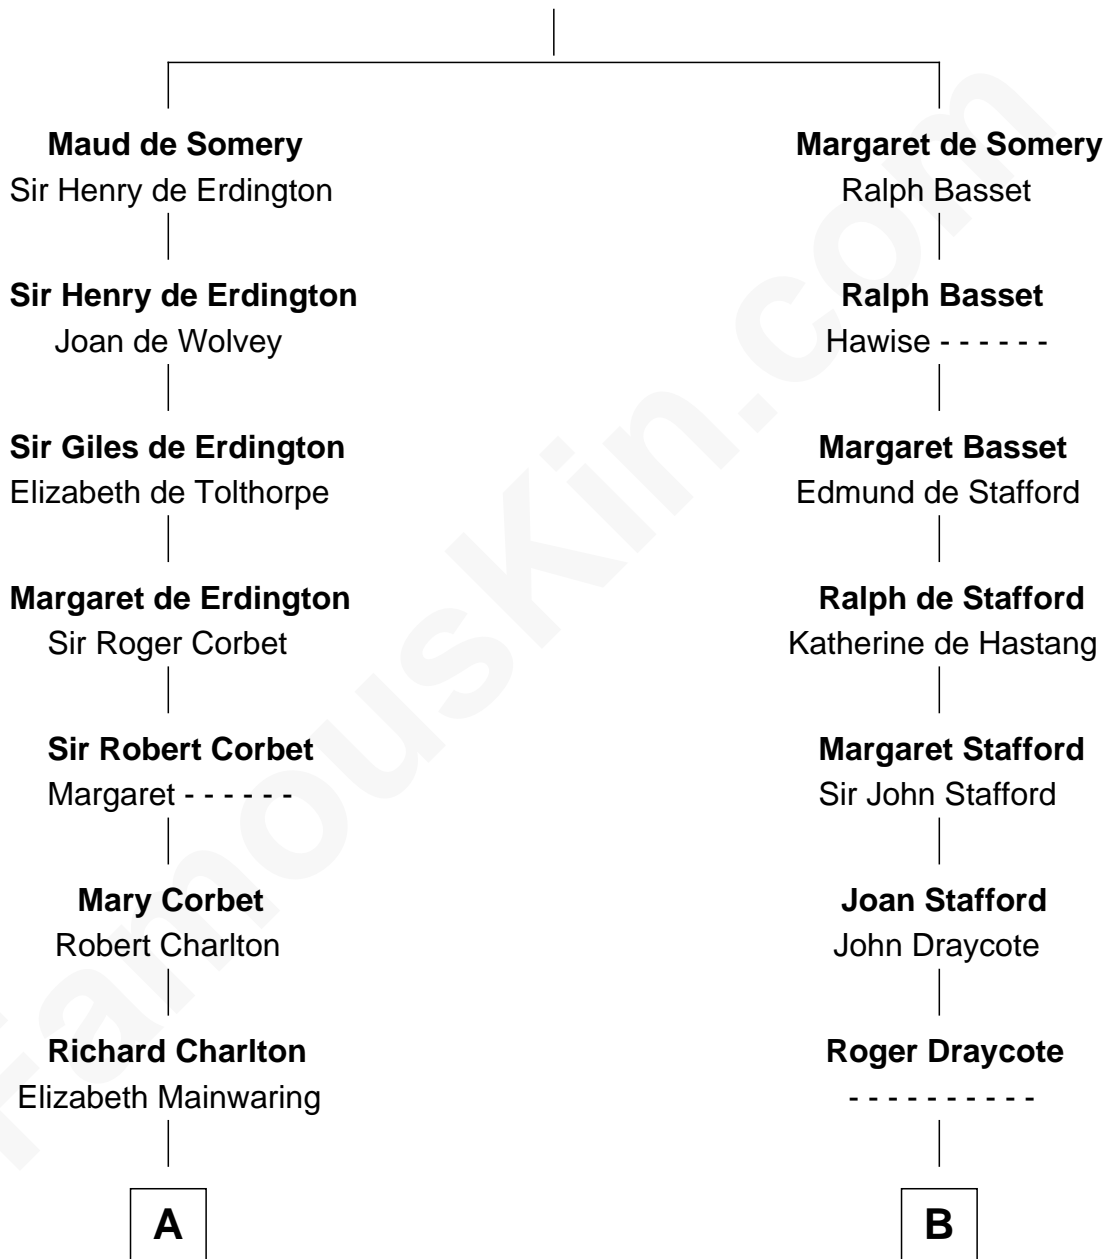 Maud de Somery
Sir Henry de Erdington
Sir Henry de Erdington
Joan de Wolvey
Sir Giles de Erdington
Elizabeth de Tolthorpe
Margaret de Erdington
Sir Roger Corbet
Sir Robert Corbet
Margaret - - - - - -
Mary Corbet
Robert Charlton
Richard Charlton
Elizabeth Mainwaring
A
Margaret de Somery
Ralph Basset
Ralph Basset
Hawise - - - - - -
Margaret Basset
Edmund de Stafford
Ralph de Stafford
Katherine de Hastang
Margaret Stafford
Sir John Stafford
Joan Stafford
John Draycote
Roger Draycote
- - - - - - - - - -
B
FamousKin.com